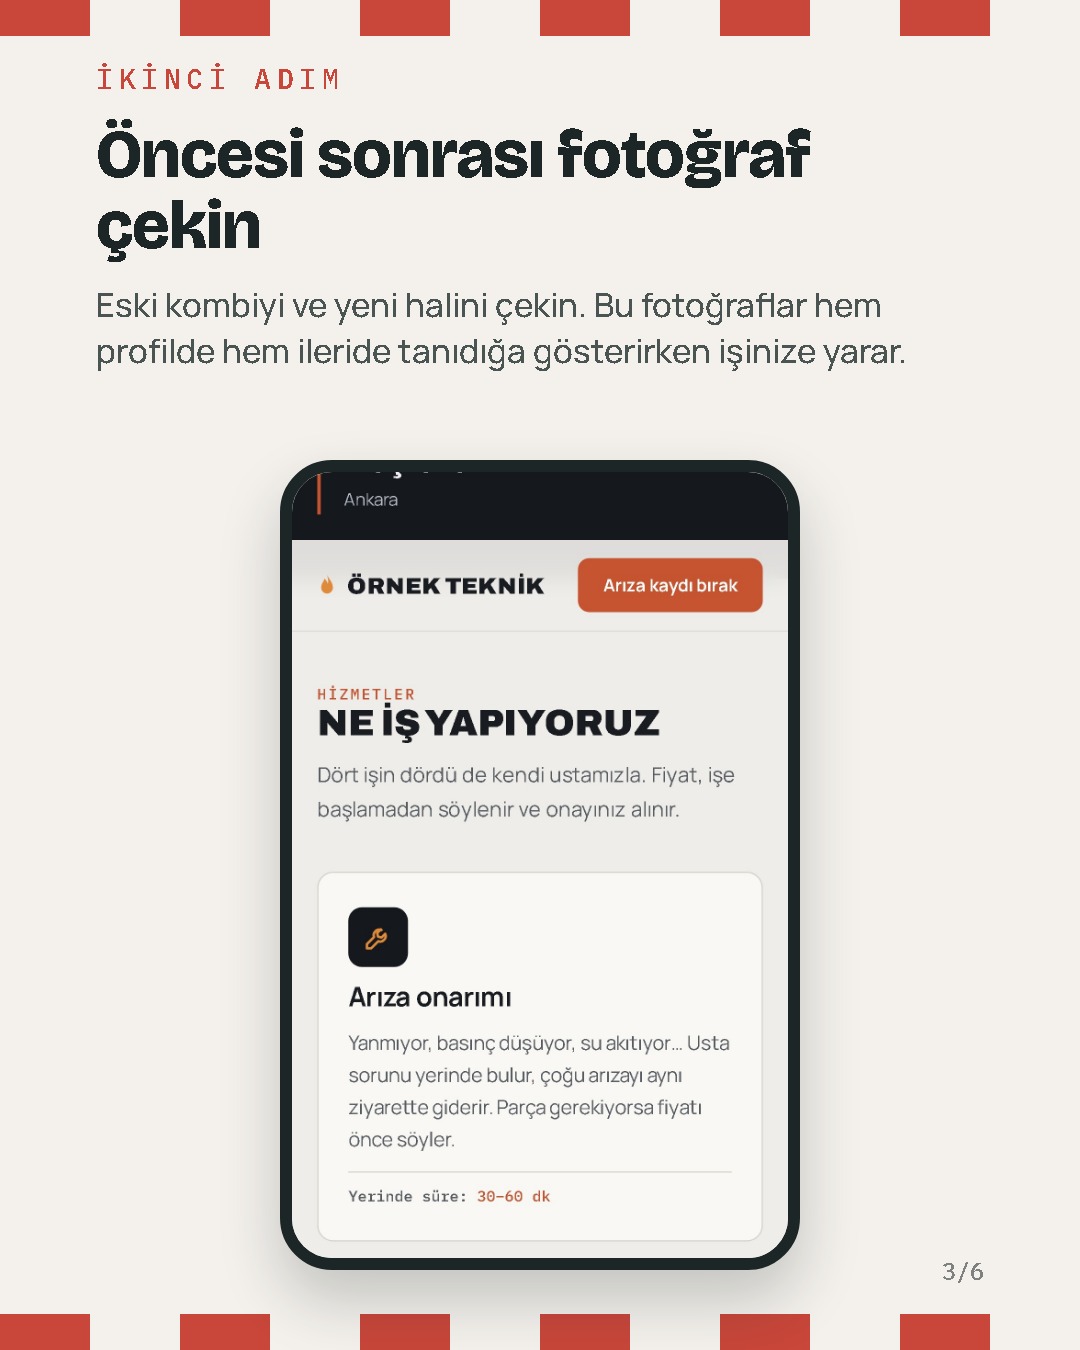 İKİNCİ ADIM
Öncesi sonrası fotoğraf
çekin
Eski kombiyi ve yeni halini çekin. Bu fotoğraflar hem
profilde hem ileride tanıdığa gösterirken işinize yarar.
Ankara
ÖRNEK TEKNİK
Arıza kaydı bırak
HİZMETLER
NE İŞ YAPIYORUZ
Dört işin dördü de kendi ustamızla. Fiyat, işe
başlamadan söylenir ve onayınız alınır.
Arıza onarımı
Yanmıyor, basınç düşüyor, su akıtıyor... Usta
sorunu yerinde bulur, çoğu arızayı aynı
ziyarette giderir. Parça gerekiyorsa fiyatı
önce söyler.
Yerinde süre: 30–60 dk
3/6